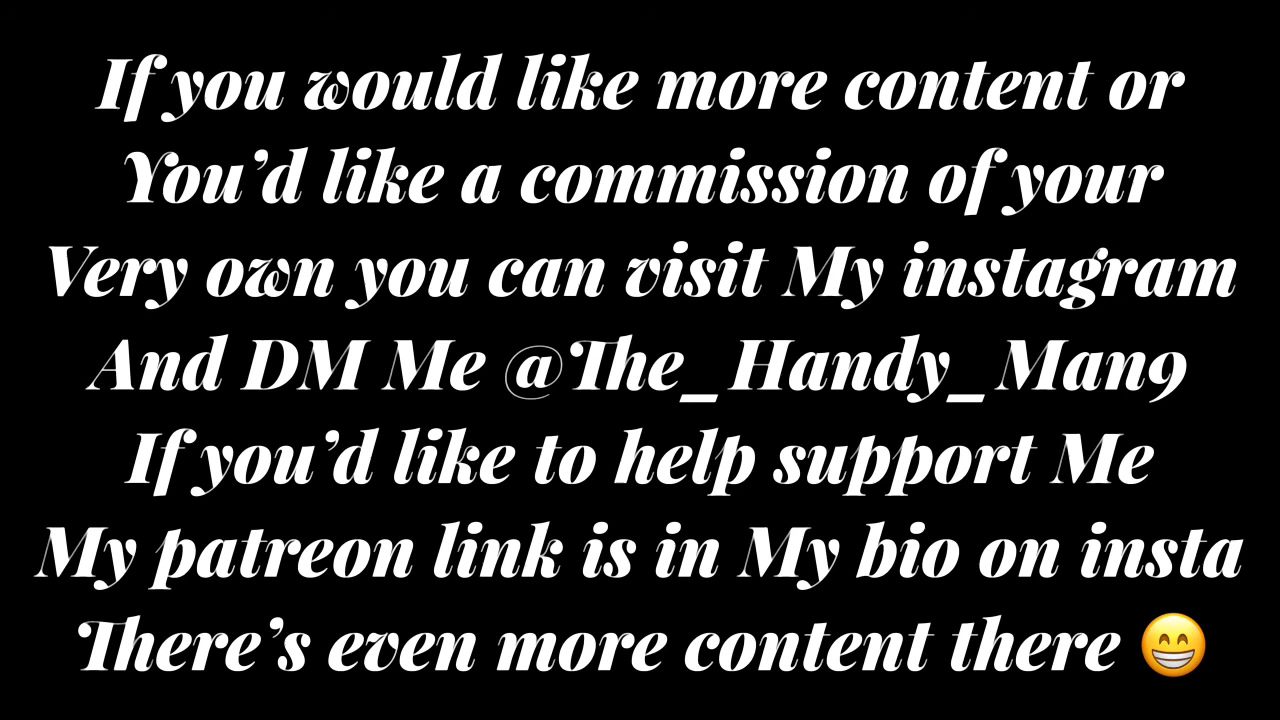 If you would like more content or
You’d like a commission of your
Very own you can visit My instagram
And DM Me @The_Handy_Man9
If you’d like to help support Me
My patreon link is in My bio on insta
There’s even more content there 😁